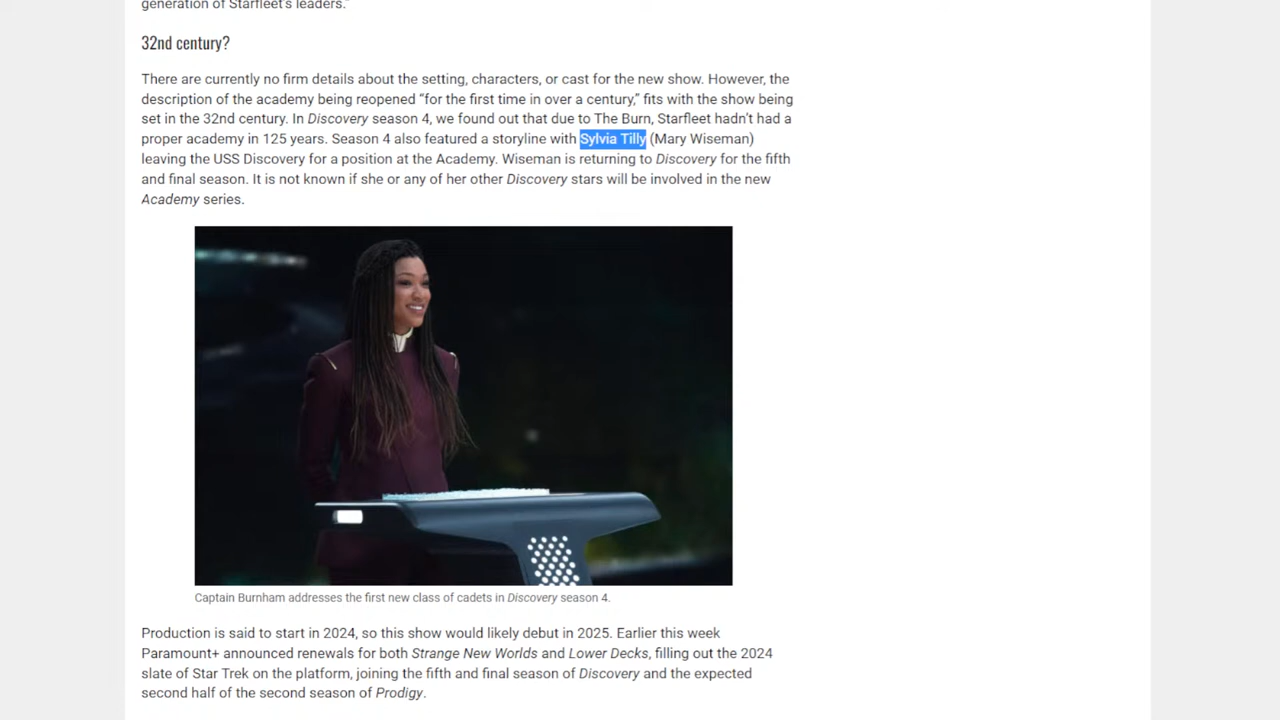 generation of Starfleet's leaders."
32nd century?
There are currently no firm details about the setting, characters, or cast for the new show. However, the
description of the academy being reopened “for the first time in over a century,” fits with the show being
set in the 32nd century. In Discovery season 4, we found out that due to The Burn, Starfleet hadn’t had a
proper academy in 125 years. Season 4 also featured a storyline with Sylvia Tilly (Mary Wiseman)
leaving the USS Discovery for a position at the Academy. Wiseman is returning to Discovery for the fifth
and final season. It is not known if she or any of her other Discovery stars will be involved in the new
Academy series.
Captain Burnham addresses the first new class of cadets in Discovery season 4.
Production is said to start in 2024, so this show would likely debut in 2025. Earlier this week
Paramount+ announced renewals for both Strange New Worlds and Lower Decks, filling out the 2024
slate of Star Trek on the platform, joining the fifth and final season of Discovery and the expected
second half of the second season of Prodigy.